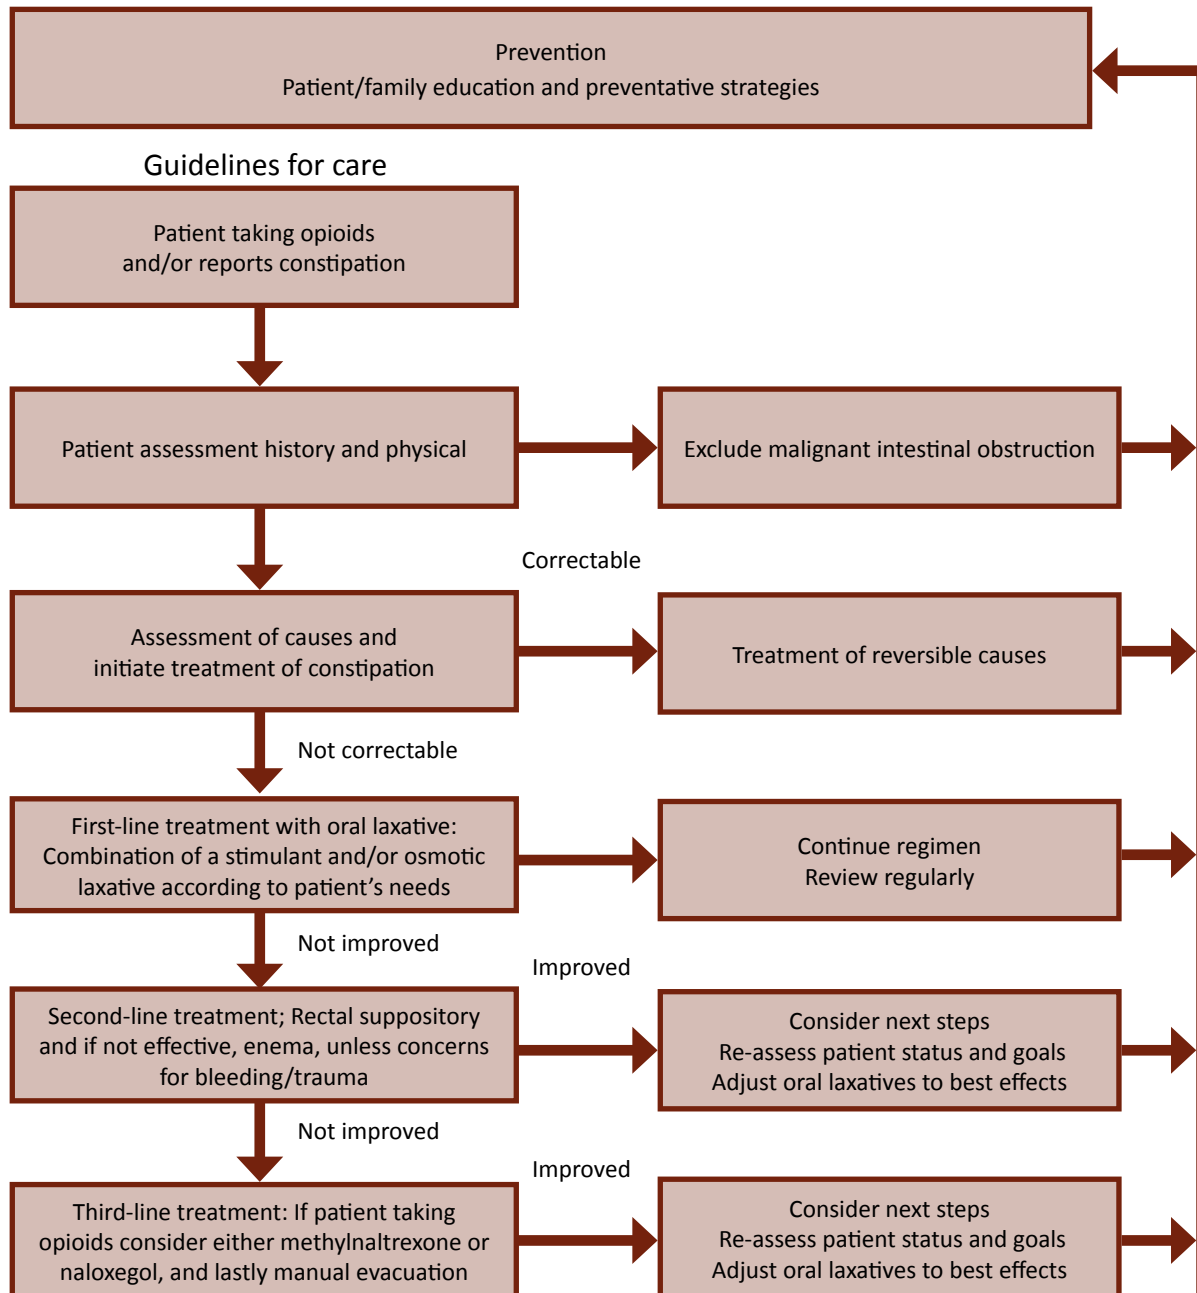 Prevention
Patient/family education and preventative strategies
Guidelines for care
Patient taking opioids
and/or reports constipation
Patient assessment history and physical
Exclude malignant intestinal obstruction
Correctable
Assessment of causes and
initiate treatment of constipation
Treatment of reversible causes
Not correctable
First-line treatment with oral laxative:
Combination of a stimulant and/or osmotic
laxative according to patient's needs
Continue regimen
Review regularly
Not improved
Improved
Second-line treatment; Rectal suppository
and if not effective, enema, unless concerns
for bleeding/trauma
Consider next steps
Re-assess patient status and goals
Adjust oral laxatives to best effects
Not improved
Improved
Third-line treatment: If patient taking
opioids consider either methylnaltrexone or
naloxegol, and lastly manual evacuation
Consider next steps
Re-assess patient status and goals
Adjust oral laxatives to best effects